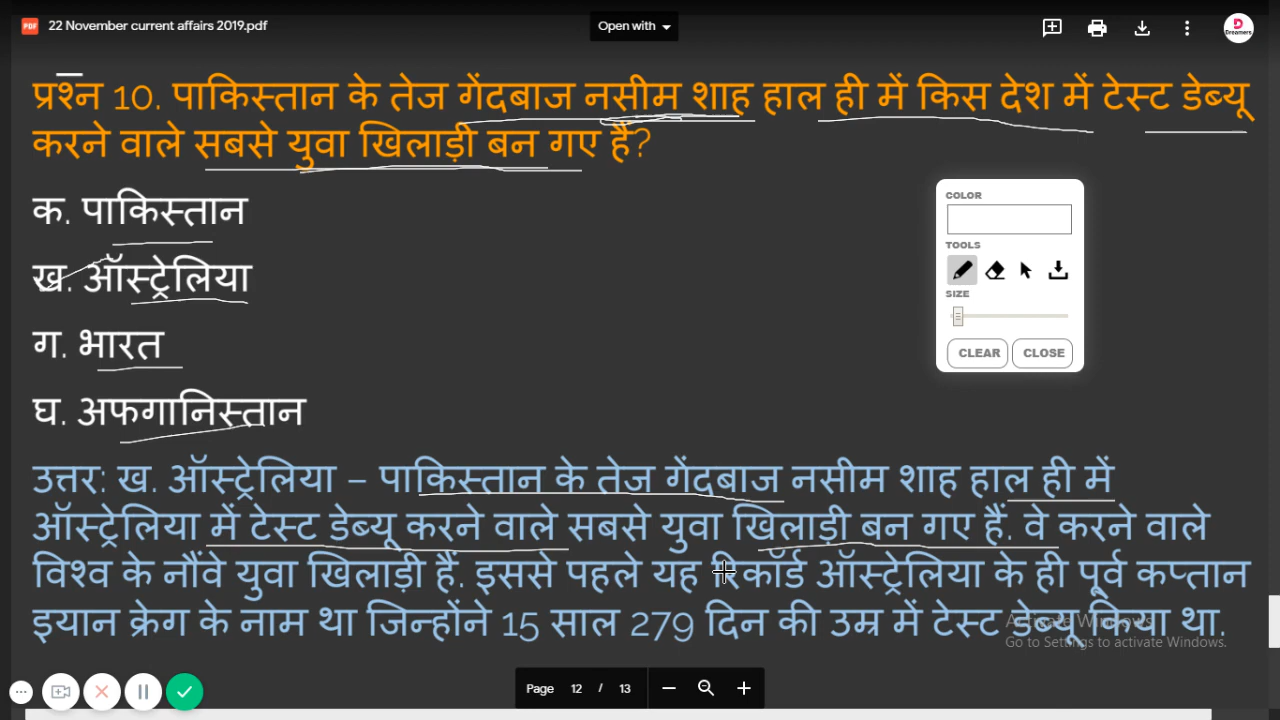 22 November current affairs 2019.pdf
Open with
Dreamers
प्रश्न 10. पाकिस्तान के तेज गेंदबाज नसीम शाह हाल ही में किस देश में टेस्ट डेब्यू
करने वाले सबसे युवा खिलाड़ी बन गए हैं?
क. पाकिस्तान
ख. ऑस्ट्रेलिया
ग. भारत
घ. अफगानिस्तान
COLOR
TOOLS
SIZE
CLEAR CLOSE
उत्तर: ख. ऑस्ट्रेलिया – पाकिस्तान के तेज गेंदबाज नसीम शाह हाल ही में
ऑस्ट्रेलिया में टेस्ट डेब्यू करने वाले सबसे युवा खिलाड़ी बन गए हैं. वे करने वाले
विश्व के नौंवे युवा खिलाड़ी हैं. इससे पहले यह रिकॉर्ड ऑस्ट्रेलिया के ही पूर्व कप्तान
इयान क्रेग के नाम था जिन्होंने 15 साल 279 दिन की उम्र में टेस्ट डेब्यू किया था.
Activate Windows
Go to Settings to activate Windows.
Page 12 / 13